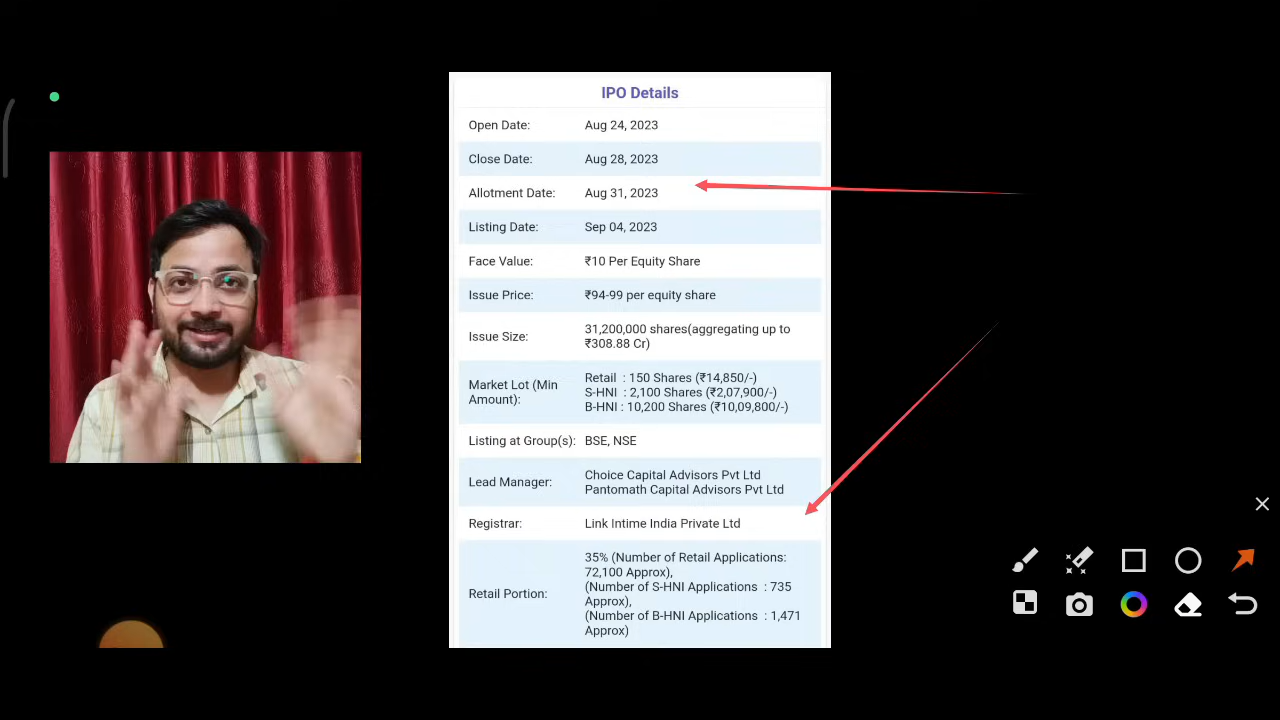 IPO Details
Open Date: Aug 24, 2023
Close Date: Aug 28, 2023
Allotment Date: Aug 31, 2023
Listing Date: Sep 04, 2023
Face Value: ₹10 Per Equity Share
Issue Price: ₹94-99 per equity share
Issue Size: 31,200,000 shares(aggregating up to
₹308.88 Cr)
Market Lot (Min
Amount):
Retail : 150 Shares (₹14,850/-)
S-HNI : 2,100 Shares (₹2,07,900/-)
B-HNI : 10,200 Shares (₹10,09,800/-)
Listing at Group(s): BSE, NSE
Lead Manager: Choice Capital Advisors Pvt Ltd
Pantomath Capital Advisors Pvt Ltd
Registrar: Link Intime India Private Ltd
Retail Portion: 35% (Number of Retail Applications:
72,100 Approx),
(Number of S-HNI Applications : 735
Approx),
(Number of B-HNI Applications : 1,471
Approx)